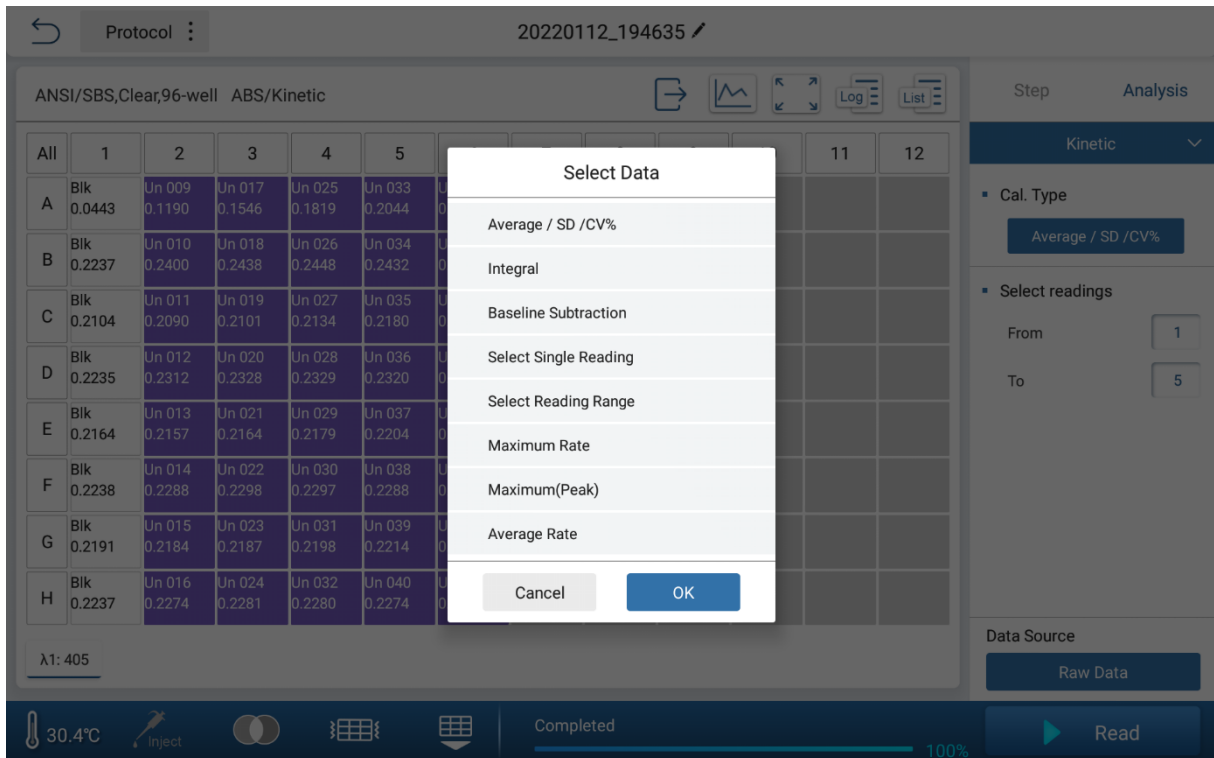 Protocol
20220112_194635
ANSI/SBS,Clear,96-well ABS/Kinetic
Log
List
Step Analysis
Kinetic
All 1 2 3 4 5 11 12
A Blk Un 009 Un 017 Un 025 Un 033
0.0443 0.1190 0.1546 0.1819 0.2044
B Blk Un 010 Un 018 Un 026 Un 034
0.2237 0.2400 0.2438 0.2448 0.2432
C Blk Un 011 Un 019 Un 027 Un 035
0.2104 0.2090 0.2101 0.2134 0.2180
D Blk Un 012 Un 020 Un 028 Un 036
0.2235 0.2312 0.2328 0.2329 0.2320
E Blk Un 013 Un 021 Un 029 Un 037
0.2164 0.2157 0.2164 0.2179 0.2204
F Blk Un 014 Un 022 Un 030 Un 038
0.2238 0.2288 0.2298 0.2297 0.2288
G Blk Un 015 Un 023 Un 031 Un 039
0.2191 0.2184 0.2187 0.2198 0.2214
H Blk Un 016 Un 024 Un 032 Un 040
0.2237 0.2274 0.2281 0.2280 0.2274
Select Data
Average / SD /CV%
Integral
Baseline Subtraction
Select Single Reading
Select Reading Range
Maximum Rate
Maximum(Peak)
Average Rate
Cancel OK
Cal. Type
Average / SD /CV%
Select readings
From 1
To 5
Data Source
Raw Data
λ1: 405
30.4℃
Inject
Completed
100%
Read